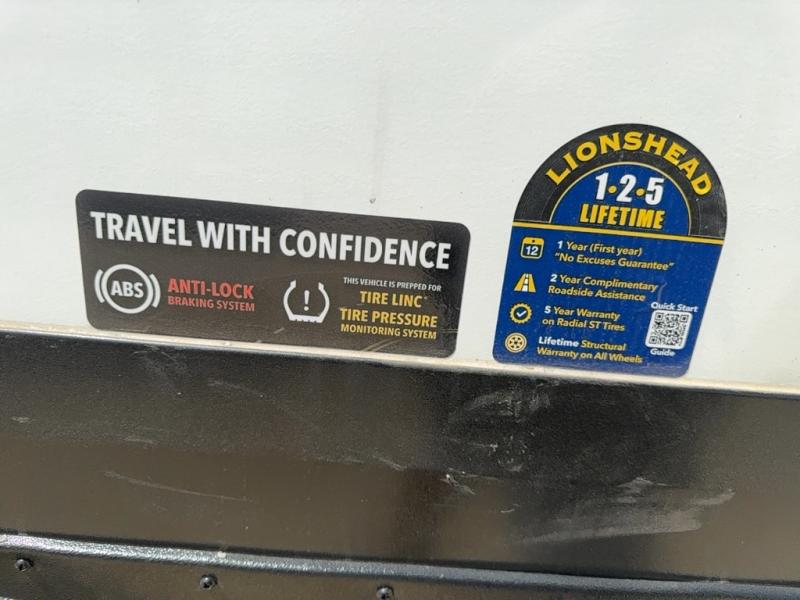 TRAVEL WITH CONFIDENCE
ABS
ANTI-LOCK
BRAKING SYSTEM
!
THIS VEHICLE IS PREPPED FOR
TIRE LINC™
TIRE PRESSURE
MONITORING SYSTEM
LIONSHEAD
1•2•5
LIFETIME
12
1 Year (First year)
"No Excuses Guarantee"
2 Year Complimentary
Roadside Assistance
5 Year Warranty
on Radial ST Tires
Lifetime Structural
Warranty on All Wheels
Quick Start
Guide